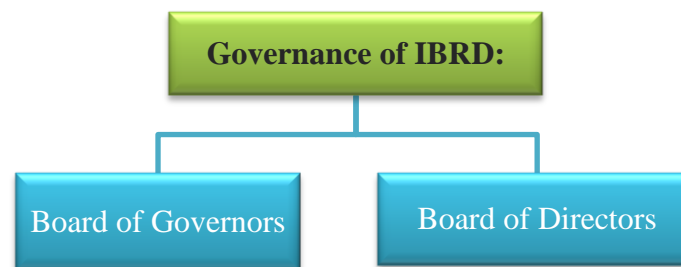 Governance of IBRD:
Board of Governors
Board of Directors